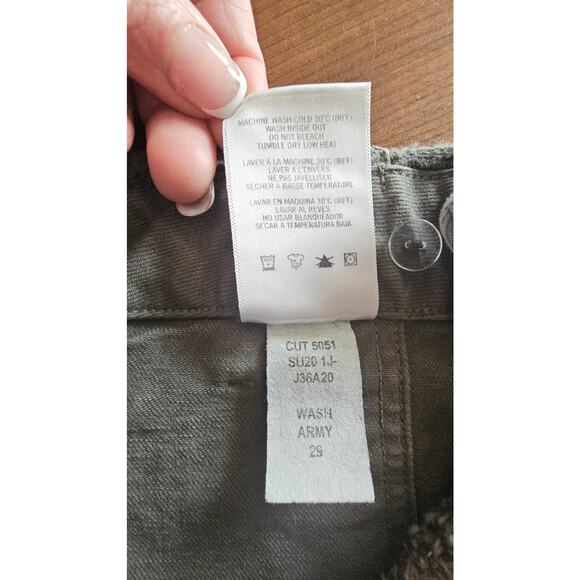 MACHINE WASH COLD 30°C (80°F)
WASH INSIDE OUT
DO NOT BLEACH
TUMBLE DRY LOW HEAT
LAVER À LA MACHINE 30°C (80°F)
LAVER À L'ENVERS
NE PAS JAVELLISER
SÉCHER À BASSE TEMPÉRATURE
LAVAR EN MAQUINA 30°C (80°F)
LAVAR AL REVES
NO USAR BLANQUEADOR
SECAR A TEMPERATURA BAJA
CUT 5051
SU20 1J-
J36A20
WASH
ARMY
29